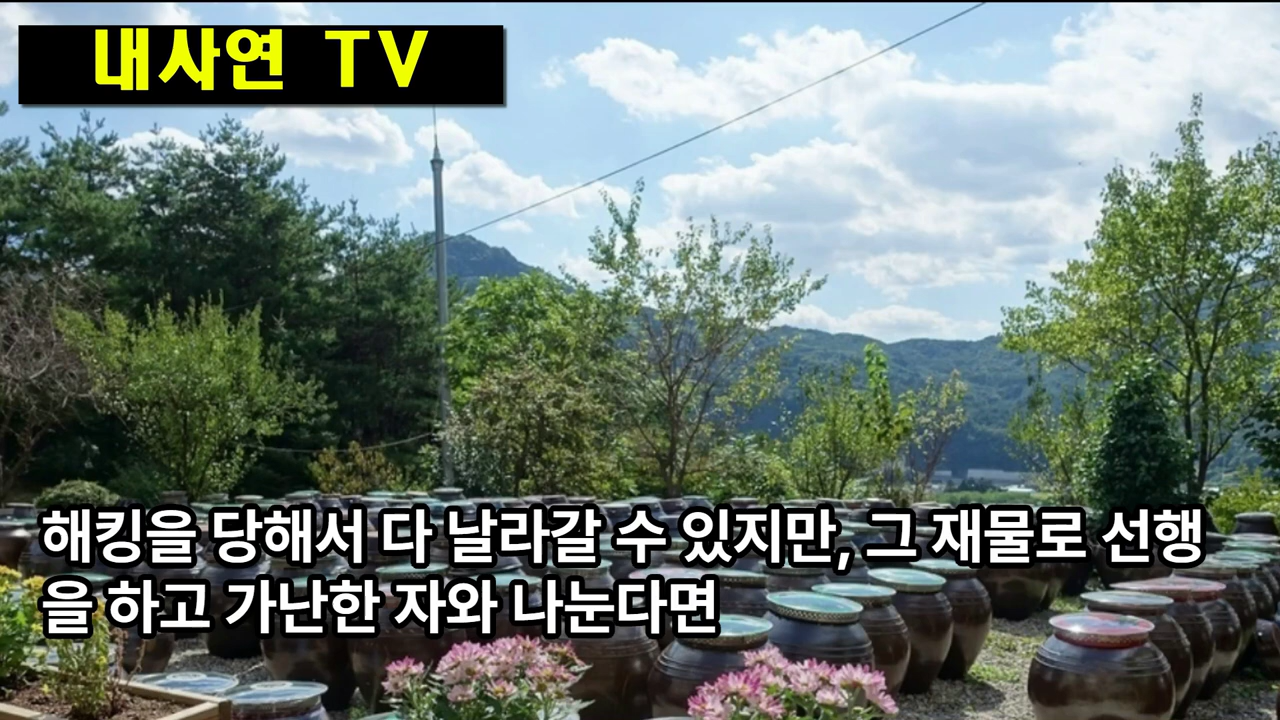 내사연 TV
해킹을 당해서 다 날라갈 수 있지만, 그 재물로 선행
을 하고 가난한 자와 나눈다면